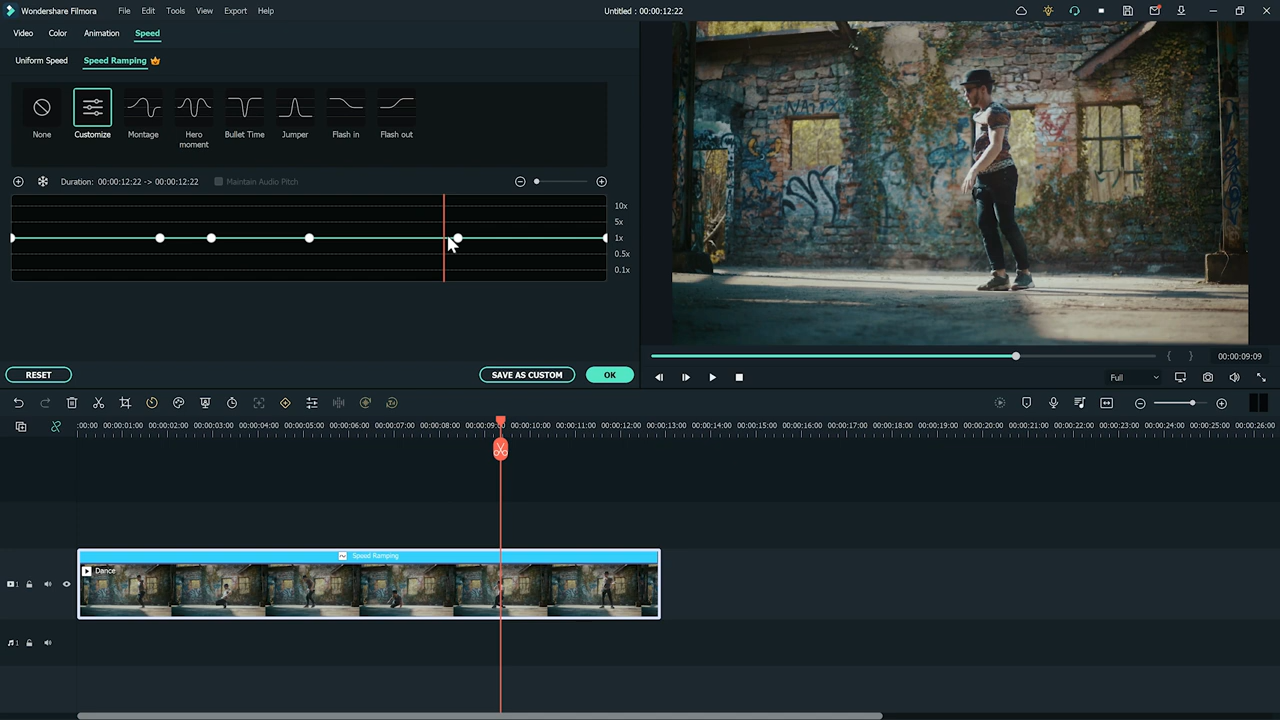 Wondershare Filmora File Edit Tools View Export Help Untitled : 00:00:12:22
Video Color Animation Speed
Uniform Speed Speed Ramping
None Customize Montage Hero moment Bullet Time Jumper Flash in Flash out
Duration: 00:00:12:22 -> 00:00:12:22 Maintain Audio Pitch
10x
5x
1x
0.5x
0.1x
00:00:09:09
RESET SAVE AS CUSTOM OK Full
:00:00 00:00:01:00 00:00:02:00 00:00:03:00 00:00:04:00 00:00:05:00 00:00:06:00 00:00:07:00 00:00:08:00 00:00:10:00 00:00:11:00 00:00:12:00 00:00:13:00 00:00:14:00 00:00:15:00 00:00:16:00 00:00:17:00 00:00:18:00 00:00:19:00 00:00:20:00 00:00:21:00 00:00:22:00 00:00:23:00 00:00:24:00 00:00:25:00 00:00:26:00
Speed Ramping
Dance
1
1